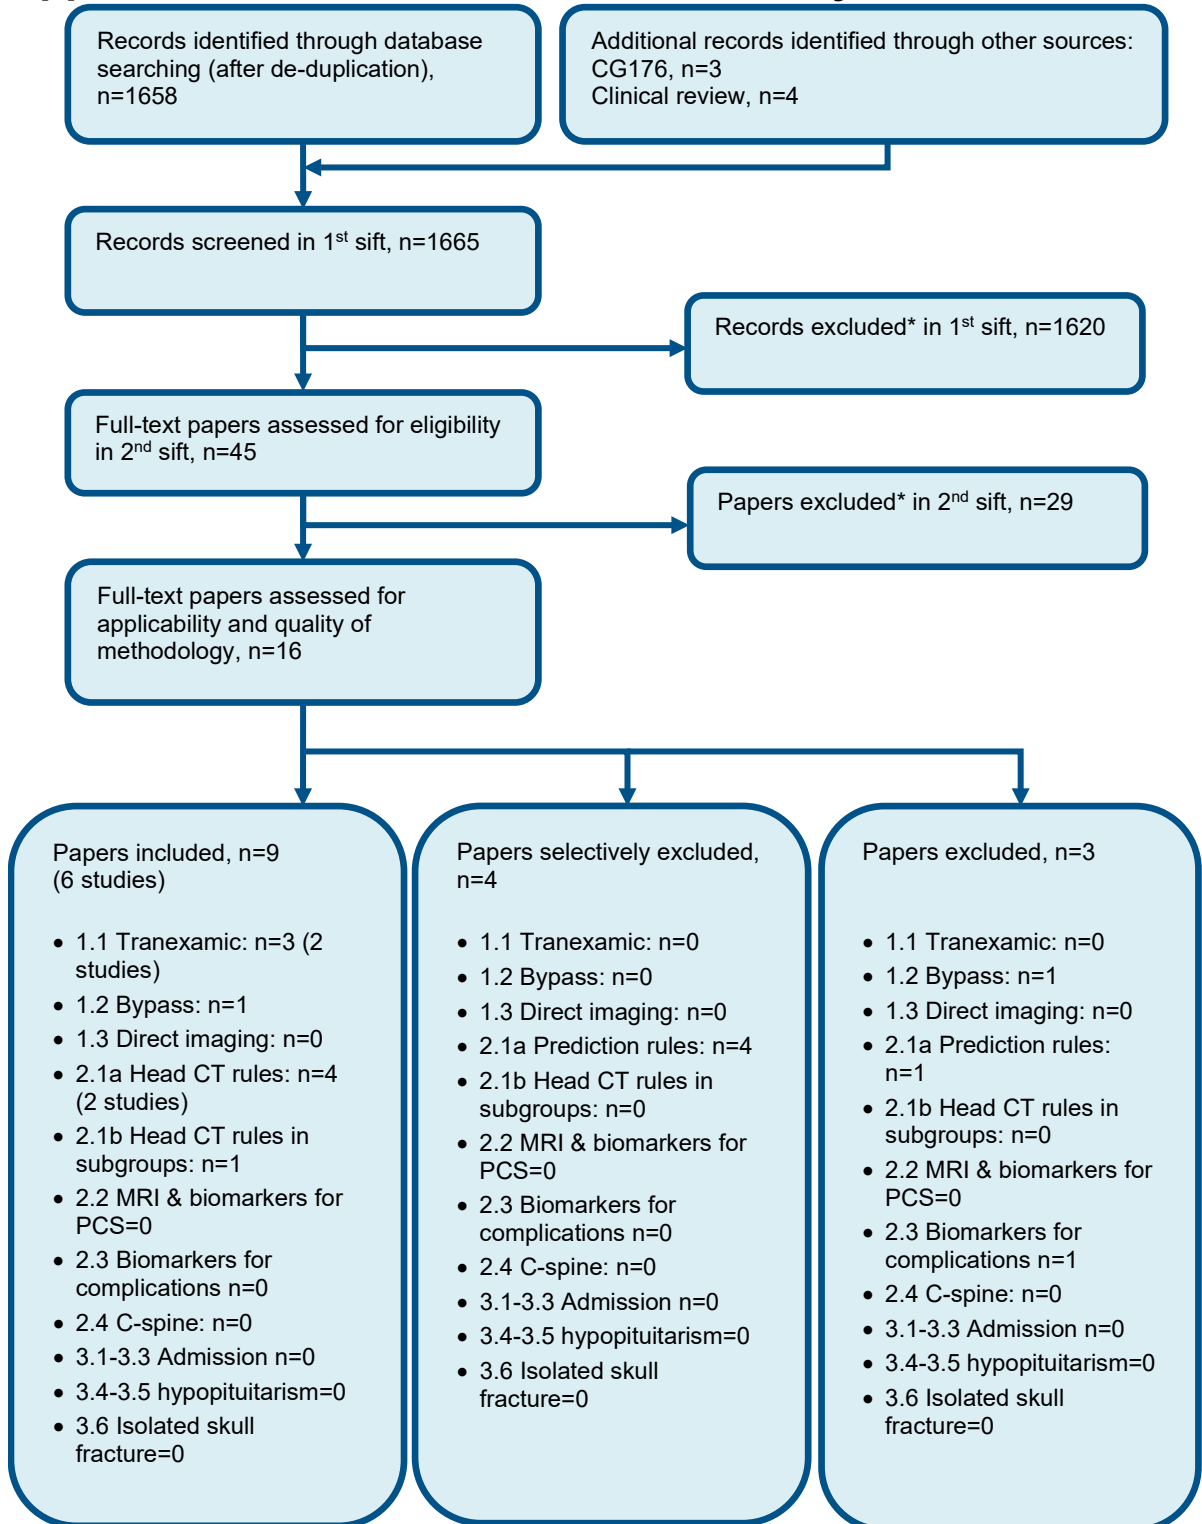 Records identified through database
searching (after de-duplication),
n=1658
Additional records identified through other sources:
CG176, n=3
Clinical review, n=4
Records screened in 1st sift, n=1665
Records excluded* in 1st sift, n=1620
Full-text papers assessed for eligibility
in 2nd sift, n=45
Papers excluded* in 2nd sift, n=29
Full-text papers assessed for
applicability and quality of
methodology, n=16
Papers included, n=9
(6 studies)
• 1.1 Tranexamic: n=3 (2
studies)
• 1.2 Bypass: n=1
• 1.3 Direct imaging: n=0
• 2.1a Head CT rules: n=4
(2 studies)
• 2.1b Head CT rules in
subgroups: n=1
• 2.2 MRI & biomarkers for
PCS=0
• 2.3 Biomarkers for
complications n=0
• 2.4 C-spine: n=0
• 3.1-3.3 Admission n=0
• 3.4-3.5 hypopituitarism=0
• 3.6 Isolated skull
fracture=0
Papers selectively excluded,
n=4
• 1.1 Tranexamic: n=0
• 1.2 Bypass: n=0
• 1.3 Direct imaging: n=0
• 2.1a Prediction rules: n=4
• 2.1b Head CT rules in
subgroups: n=0
• 2.2 MRI & biomarkers for
PCS=0
• 2.3 Biomarkers for
complications n=0
• 2.4 C-spine: n=0
• 3.1-3.3 Admission n=0
• 3.4-3.5 hypopituitarism=0
• 3.6 Isolated skull
fracture=0
Papers excluded, n=3
• 1.1 Tranexamic: n=0
• 1.2 Bypass: n=1
• 1.3 Direct imaging: n=0
• 2.1a Prediction rules:
n=1
• 2.1b Head CT rules in
subgroups: n=0
• 2.2 MRI & biomarkers for
PCS=0
• 2.3 Biomarkers for
complications n=1
• 2.4 C-spine: n=0
• 3.1-3.3 Admission n=0
• 3.4-3.5 hypopituitarism=0
• 3.6 Isolated skull
fracture=0